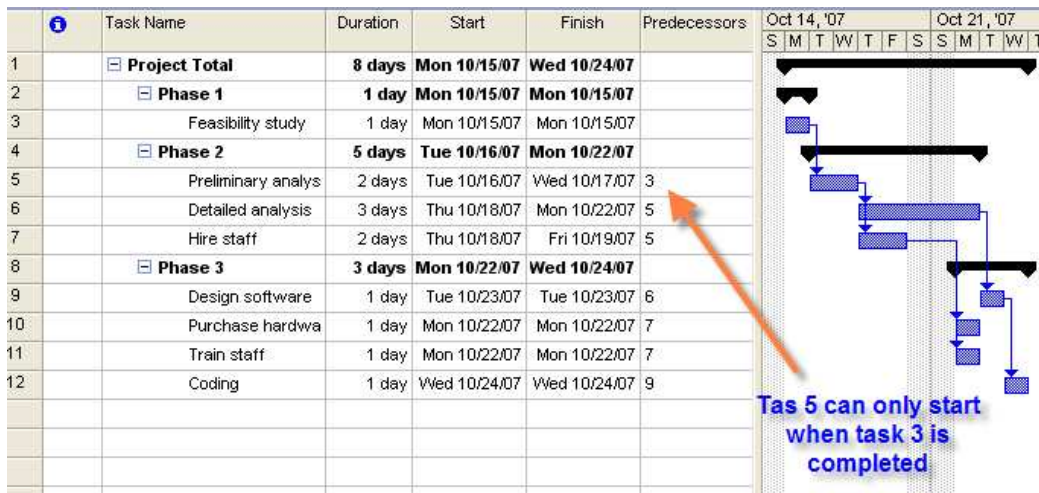 Task Name Duration Start Finish Predecessors Oct 14, '07 Oct 21, '07
S M T W T F S S M T W T
1 Project Total 8 days Mon 10/15/07 Wed 10/24/07
2 Phase 1 1 day Mon 10/15/07 Mon 10/15/07
3 Feasibility study 1 day Mon 10/15/07 Mon 10/15/07
4 Phase 2 5 days Tue 10/16/07 Mon 10/22/07
5 Preliminary analys 2 days Tue 10/16/07 Wed 10/17/07 3
6 Detailed analysis 3 days Thu 10/18/07 Mon 10/22/07 5
7 Hire staff 2 days Thu 10/18/07 Fri 10/19/07 5
8 Phase 3 3 days Mon 10/22/07 Wed 10/24/07
9 Design software 1 day Tue 10/23/07 Tue 10/23/07 6
10 Purchase hardwa 1 day Mon 10/22/07 Mon 10/22/07 7
11 Train staff 1 day Mon 10/22/07 Mon 10/22/07 7
12 Coding 1 day Wed 10/24/07 Wed 10/24/07 9
Tas 5 can only start
when task 3 is
completed